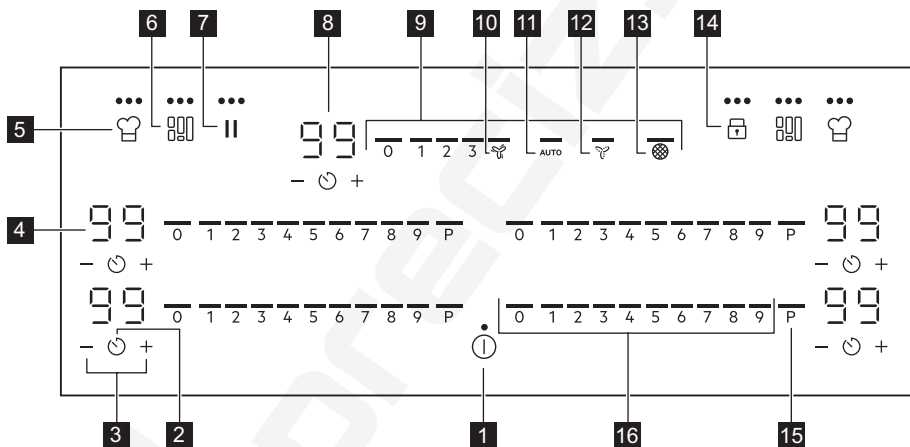 6 7 8 9 10 11 12 13 14
5
99 0 1 2 3 AUTO
− +
4 99 0 1 2 3 4 5 6 7 8 9 P 0 1 2 3 4 5 6 7 8 9 P 99
− + − +
99 0 1 2 3 4 5 6 7 8 9 P 0 1 2 3 4 5 6 7 8 9 P 99
− + − +
3 2 1 16 15